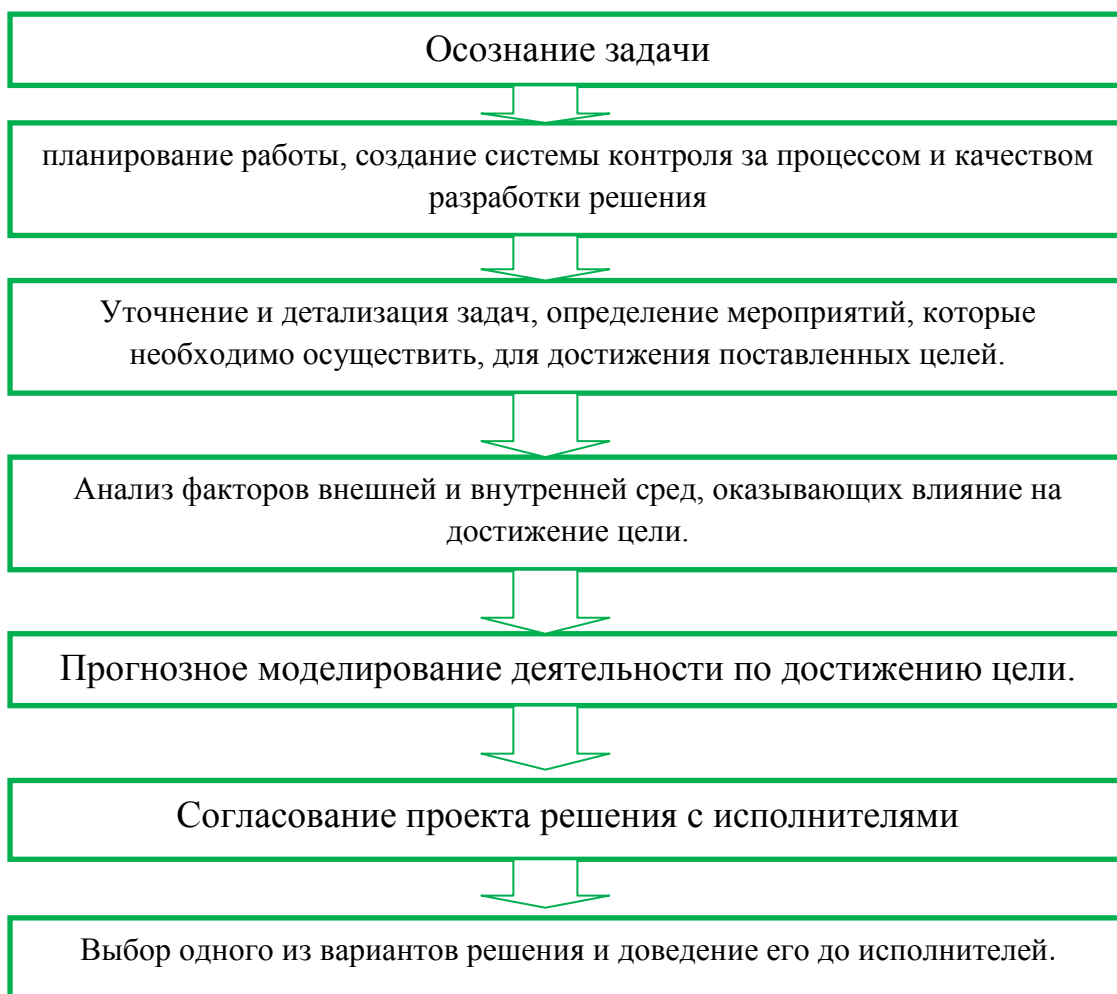 Осознание задачи
планирование работы, создание системы контроля за процессом и качеством
разработки решения
Уточнение и детализация задач, определение мероприятий, которые
необходимо осуществить, для достижения поставленных целей.
Анализ факторов внешней и внутренней сред, оказывающих влияние на
достижение цели.
Прогнозное моделирование деятельности по достижению цели.
Согласование проекта решения с исполнителями
Выбор одного из вариантов решения и доведение его до исполнителей.